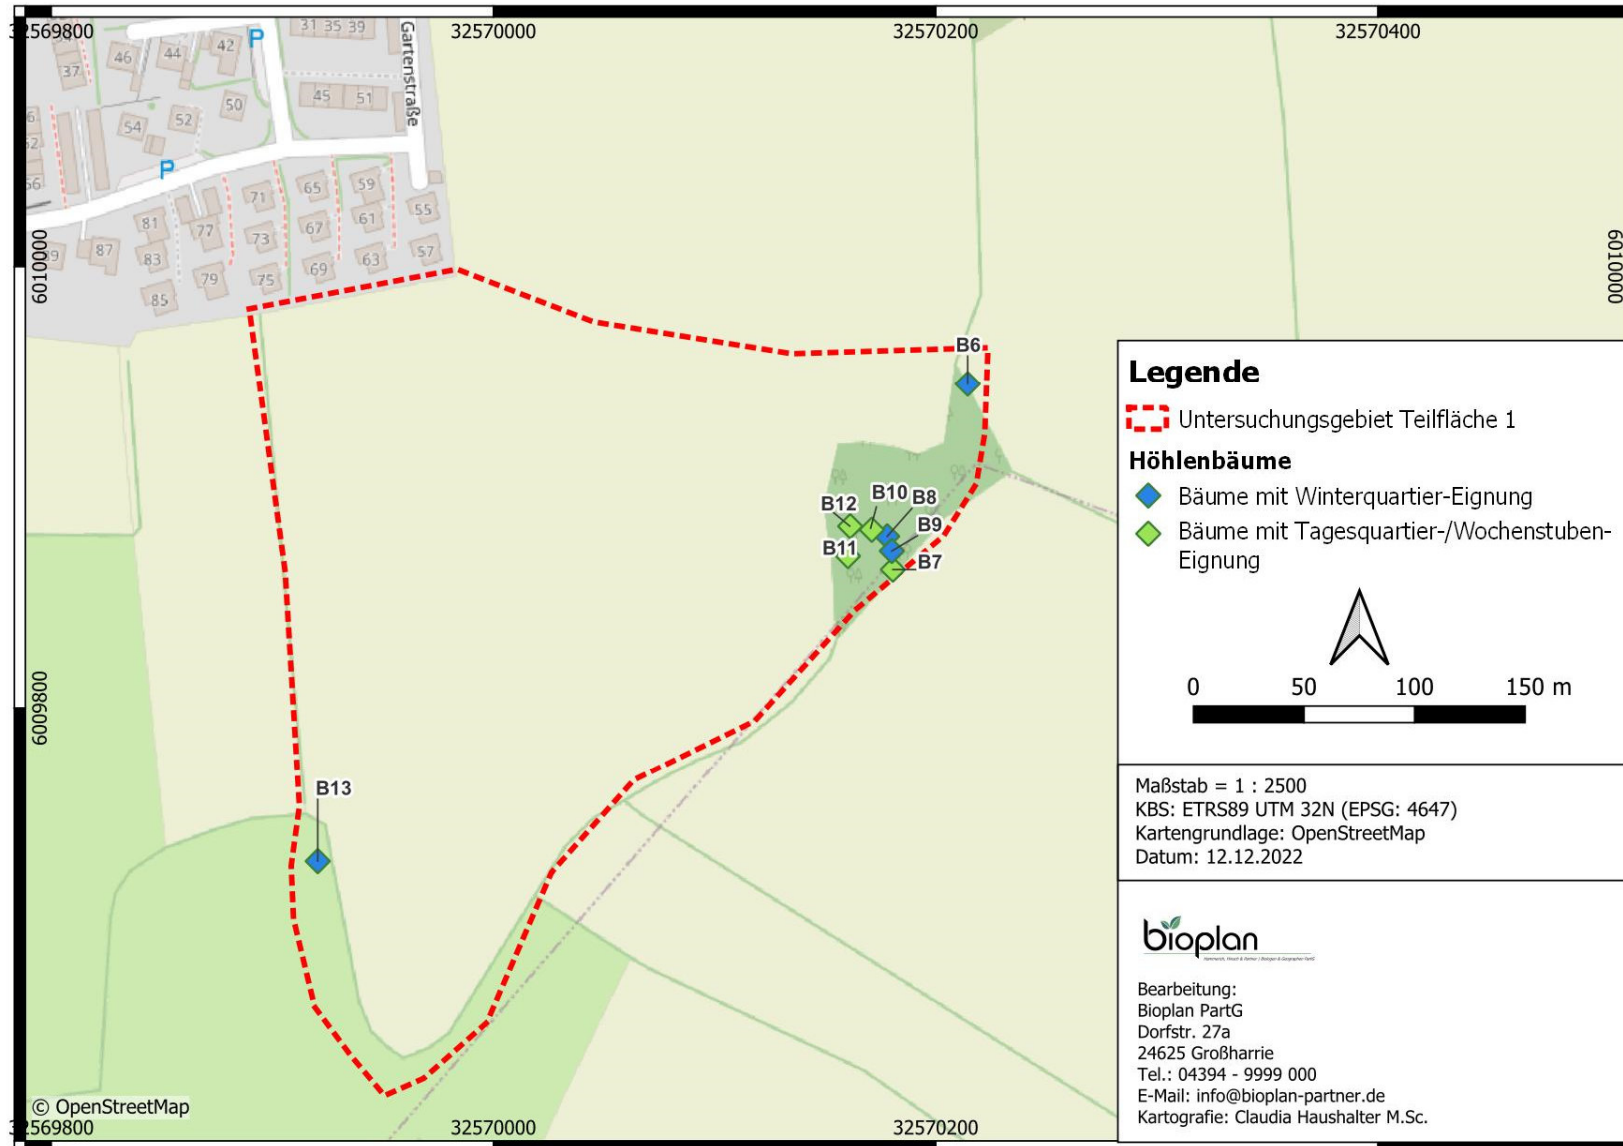 32569800
32570000
32570200
32570400
6010000
6009800
6010000
31 35 39
46
44
42
P
37
50
45
51
Gartenstraße
54
52
P
56
71
65
59
55
81
77
73
67
61
57
87
83
79
75
69
63
85
B6
B10
B8
B12
B9
B11
B7
B13
Legende
Untersuchungsgebiet Teilfläche 1
Höhlenbäume
Bäume mit Winterquartier-Eignung
Bäume mit Tagesquartier-/Wochenstuben-
Eignung
0 50 100 150 m
Maßstab = 1 : 2500
KBS: ETRS89 UTM 32N (EPSG: 4647)
Kartengrundlage: OpenStreetMap
Datum: 12.12.2022
bioplan
Bearbeitung:
Bioplan PartG
Dorfstr. 27a
24625 Großharrie
Tel.: 04394 - 9999 000
E-Mail: info@bioplan-partner.de
Kartografie: Claudia Haushalter M.Sc.
© OpenStreetMap
32569800
32570000
32570200